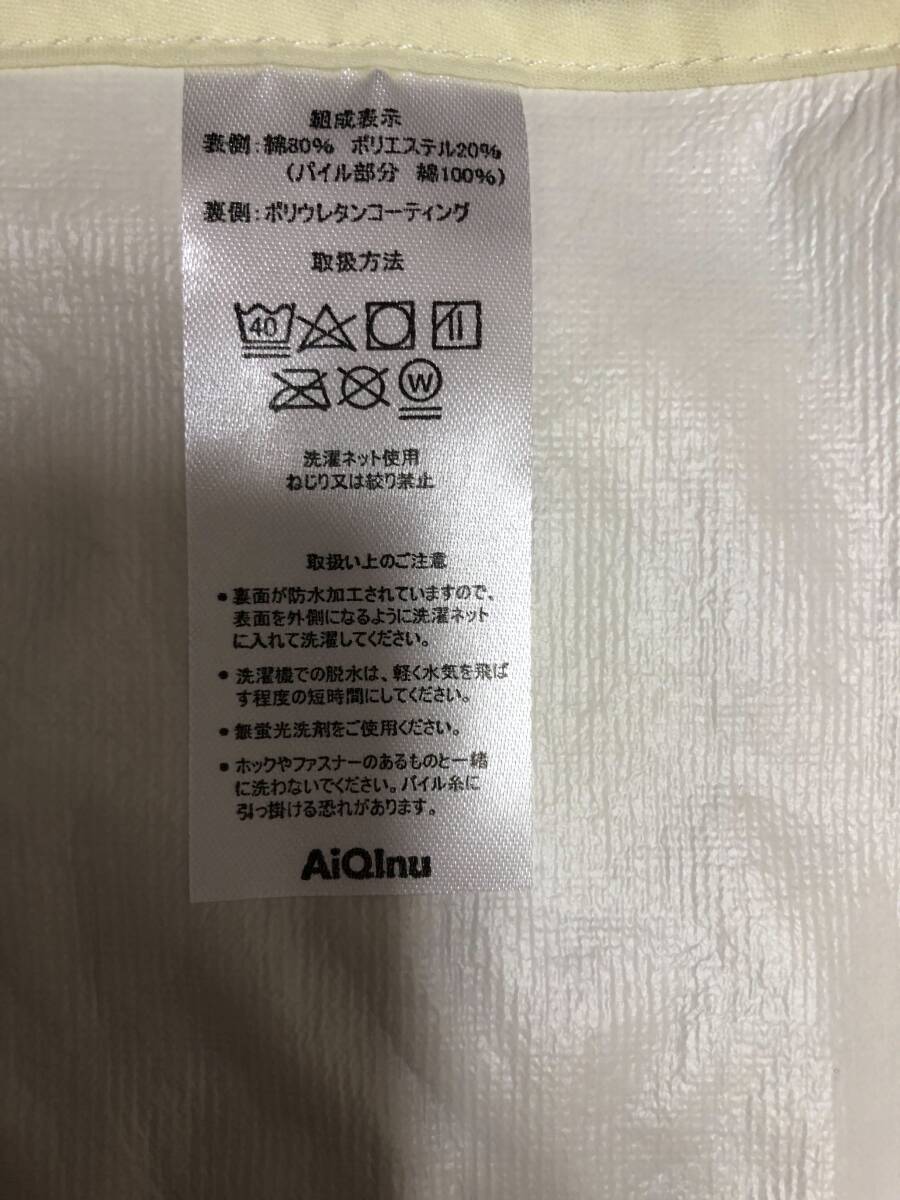 組成表示
裏側:綿80% ポリエステル20%
(パイル部分 綿100%)
裏側:ポリウレタンコーティング
取扱方法
40
W
洗濯ネット使用
ねじり又は絞り禁止
取扱い上のご注意
• 裏面が防水加工されていますので、
表面を外側になるように洗濯ネット
に入れて洗濯してください。
• 洗濯機での脱水は、軽く水気を飛ば
す程度の短時間にしてください。
• 無蛍光洗剤をご使用ください。
• ホックやファスナーのあるものと一緒
に洗わないでください。パイル糸に
引っ掛ける恐れがあります。
AiQInu